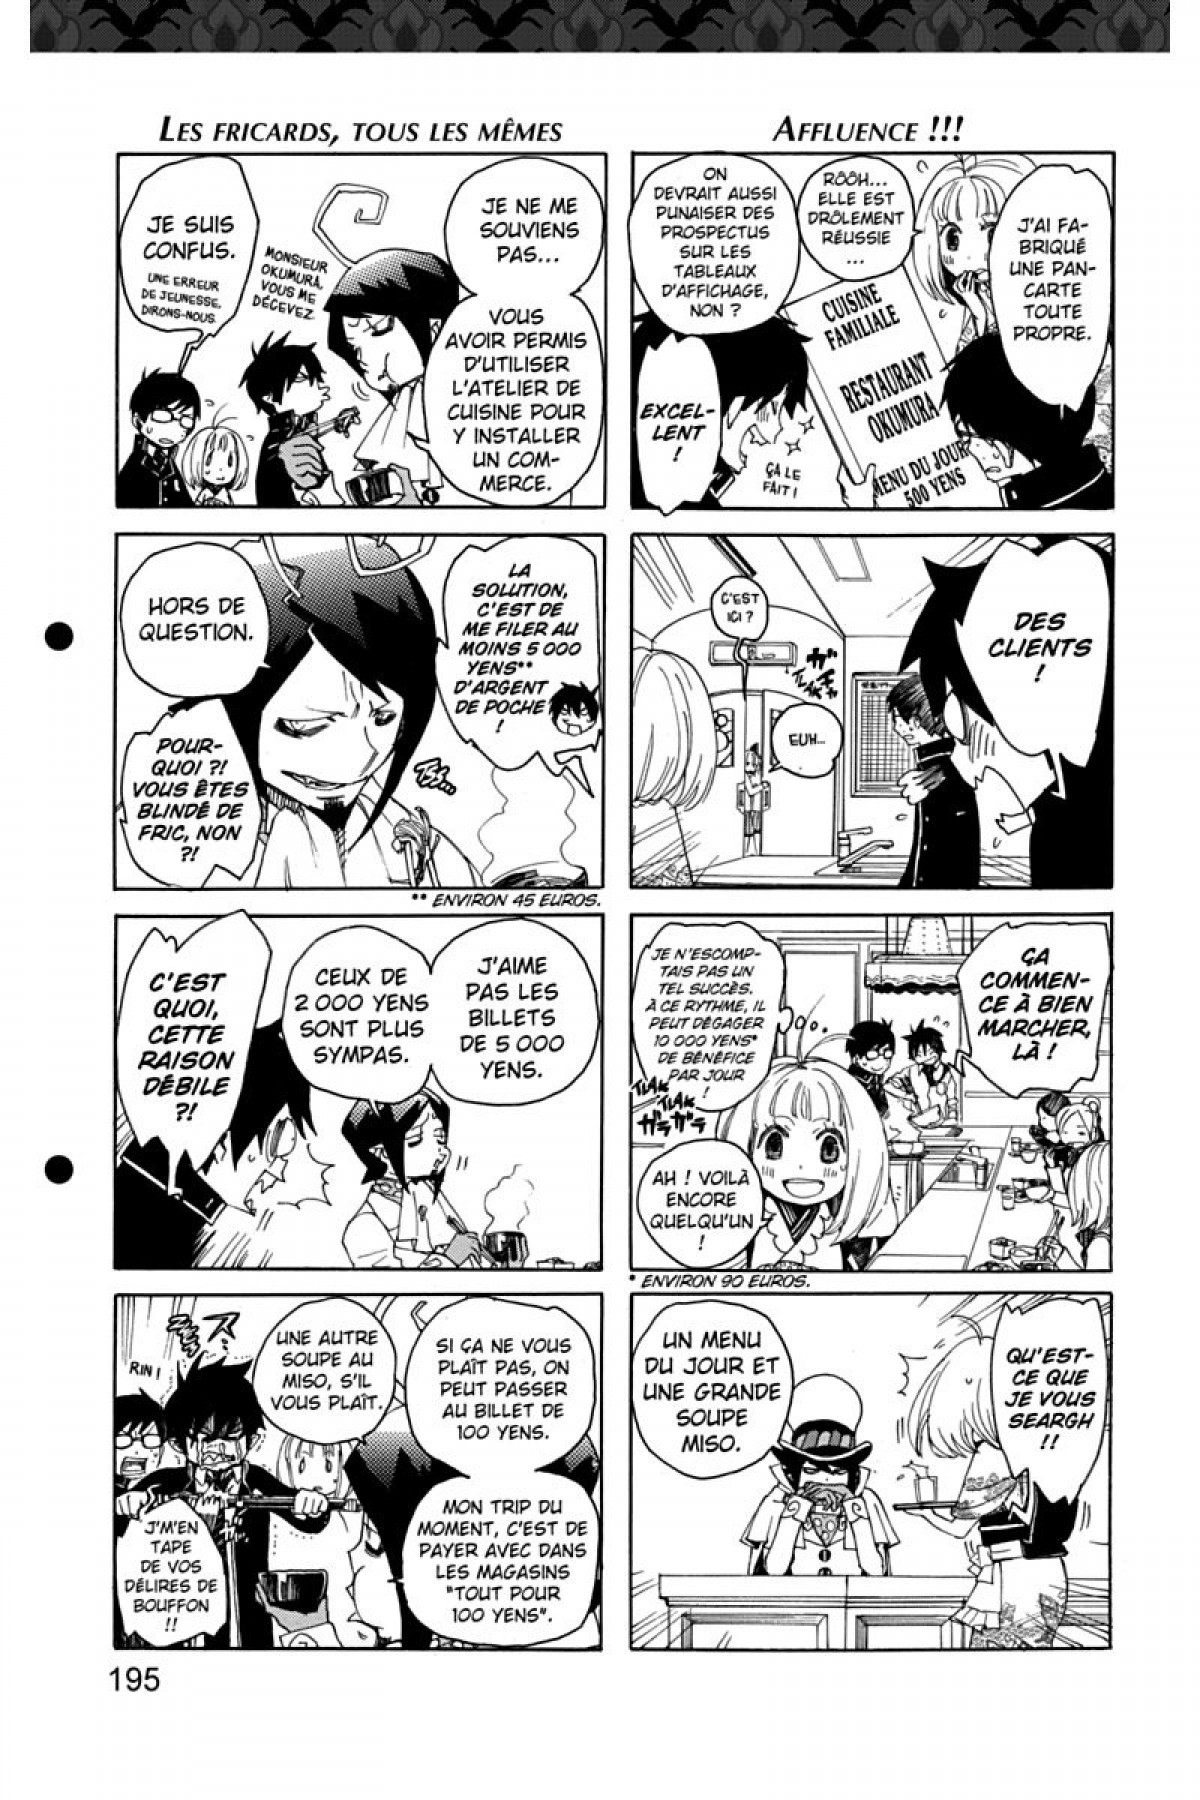 AFFLUENCE !!!
J'AI FA-
BRIQUÉ
UNE PAN-
CARTE
TOUTE
PROPRE.
RÔÔH...
ELLE EST
DRÔLEMENT
RÉUSSIE
...
ON
DEVRAIT AUSSI
PUNAISER DES
PROSPECTUS
SUR LES
TABLEAUX
D'AFFICHAGE,
NON ?
CUISINE
FAMILIALE
RESTAURANT
OKUMURA
MENU DU JOUR
500 YENS
EXCEL-
LENT
!
ÇA LE
FAIT !
DES
CLIENTS
!
C'EST
ICI ?
ガ
ラ
TLAK
EUH...
ÇA
COMMEN-
CE À BIEN
MARCHER,
LÀ !
JE N'ESCOMP-
TAIS PAS UN
TEL SUCCÈS.
À CE RYTHME, IL
PEUT DÉGAGER
10 000 YENS*
DE BÉNÉFICE
PAR JOUR
!
TLAK
TLAK
ガラガラ
AH ! VOILÀ
ENCORE
QUELQU'UN
!
* ENVIRON 90 EUROS.
QU'EST-
CE QUE
JE VOUS
SEARGH
!!
UN MENU
DU JOUR ET
UNE GRANDE
SOUPE
MISO.
LES FRICARDS, TOUS LES MÊMES
JE NE ME
SOUVIENS
PAS...
VOUS
AVOIR PERMIS
D'UTILISER
L'ATELIER DE
CUISINE POUR
Y INSTALLER
UN COM-
MERCE.
MONSIEUR
OKUMURA,
VOUS ME
DÉCEVEZ.
JE SUIS
CONFUS.
UNE ERREUR
DE JEUNESSE,
DIRONS-NOUS.
LA
SOLUTION,
C'EST DE
ME FILER AU
MOINS 5 000
YENS**
D'ARGENT
DE POCHE
!
HORS DE
QUESTION.
POUR-
QUOI ?!
VOUS ÊTES
BLINDÉ DE
FRIC, NON
?!
TSS...
** ENVIRON 45 EUROS.
J'AIME
PAS LES
BILLETS
DE 5 000
YENS.
CEUX DE
2 000 YENS
SONT PLUS
SYMPAS.
C'EST
QUOI,
CETTE
RAISON
DÉBILE
?!
SI ÇA NE VOUS
PLAÎT PAS, ON
PEUT PASSER
AU BILLET DE
100 YENS.
UNE AUTRE
SOUPE AU
MISO, S'IL
VOUS PLAÎT.
RIN !
MON TRIP DU
MOMENT, C'EST DE
PAYER AVEC DANS
LES MAGASINS
"TOUT POUR
100 YENS".
J'M'EN
TAPE
DE VOS
DÉLIRES DE
BOUFFON
!!
195